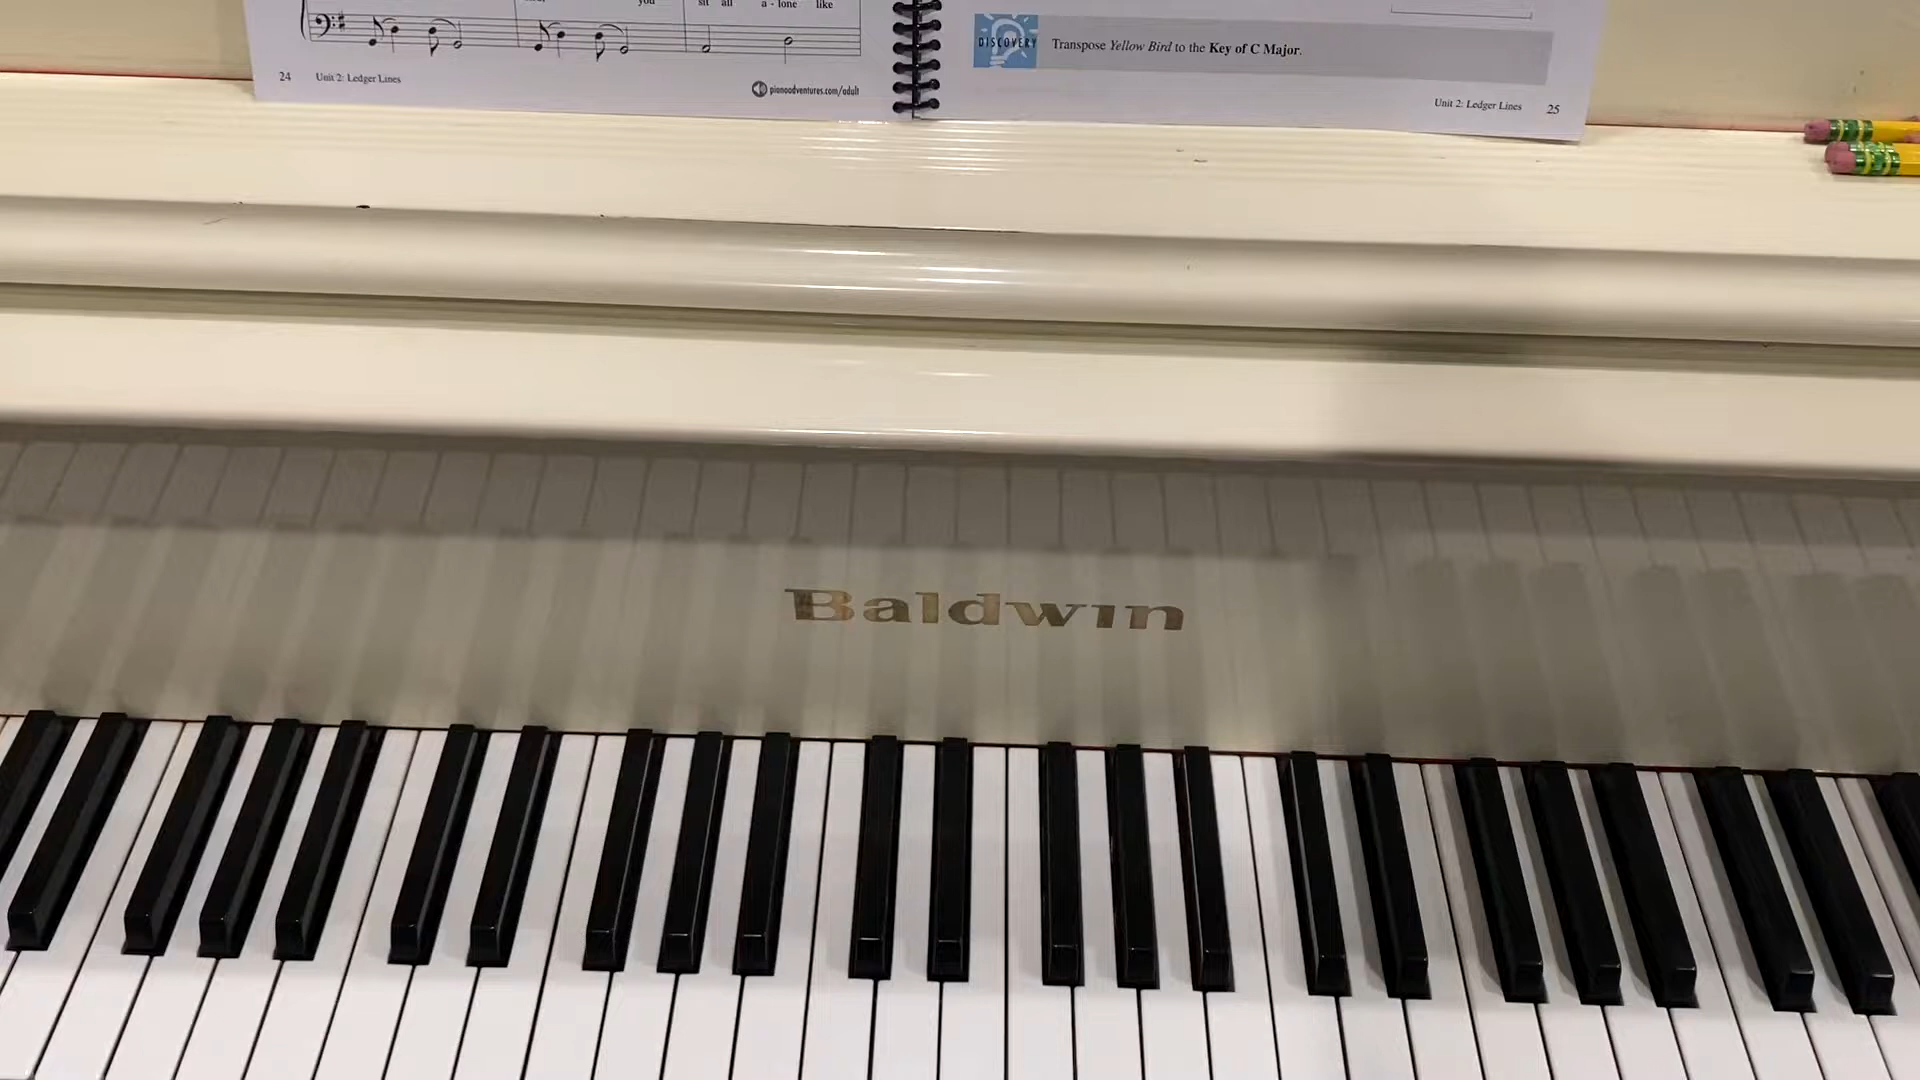 you sit all a - lone like
24 Unit 2: Ledger Lines
pianoadventures.com/adult
DISCOVERY
Transpose Yellow Bird to the Key of C Major.
Unit 2: Ledger Lines 25
Baldwin